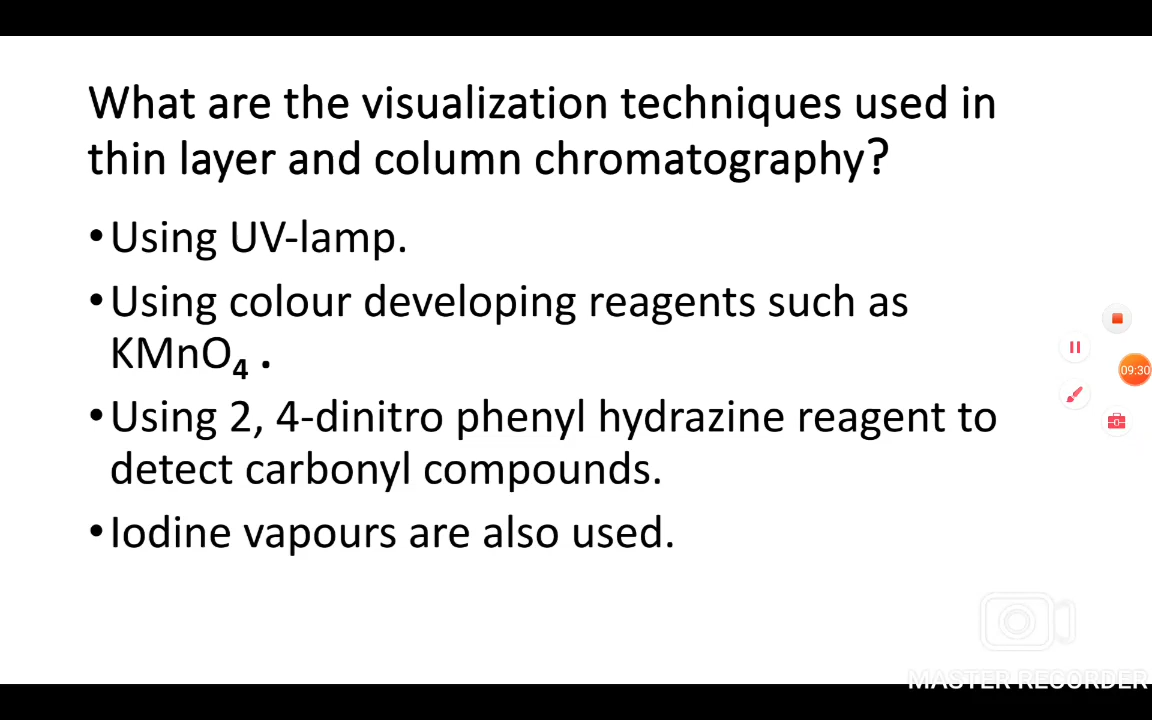 What are the visualization techniques used in
thin layer and column chromatography?
•Using UV-lamp.
•Using colour developing reagents such as
KMnO₄ .
•Using 2, 4-dinitro phenyl hydrazine reagent to
detect carbonyl compounds.
•Iodine vapours are also used.
09:30
MASTER RECORDER